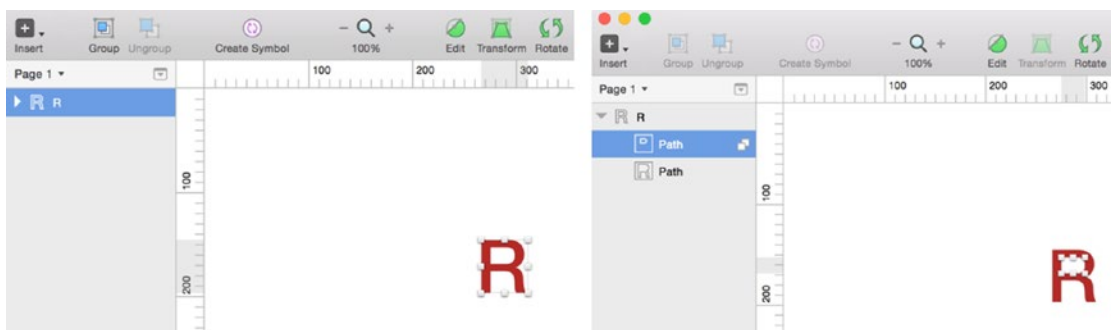 Insert Group Ungroup Create Symbol 100% Edit Transform Rotate
Page 1
100 200 300
R R
100
200
R
Insert Group Ungroup Create Symbol 100% Edit Transform Rotate
Page 1
100 200 300
R R
Path
Path
100
200
R